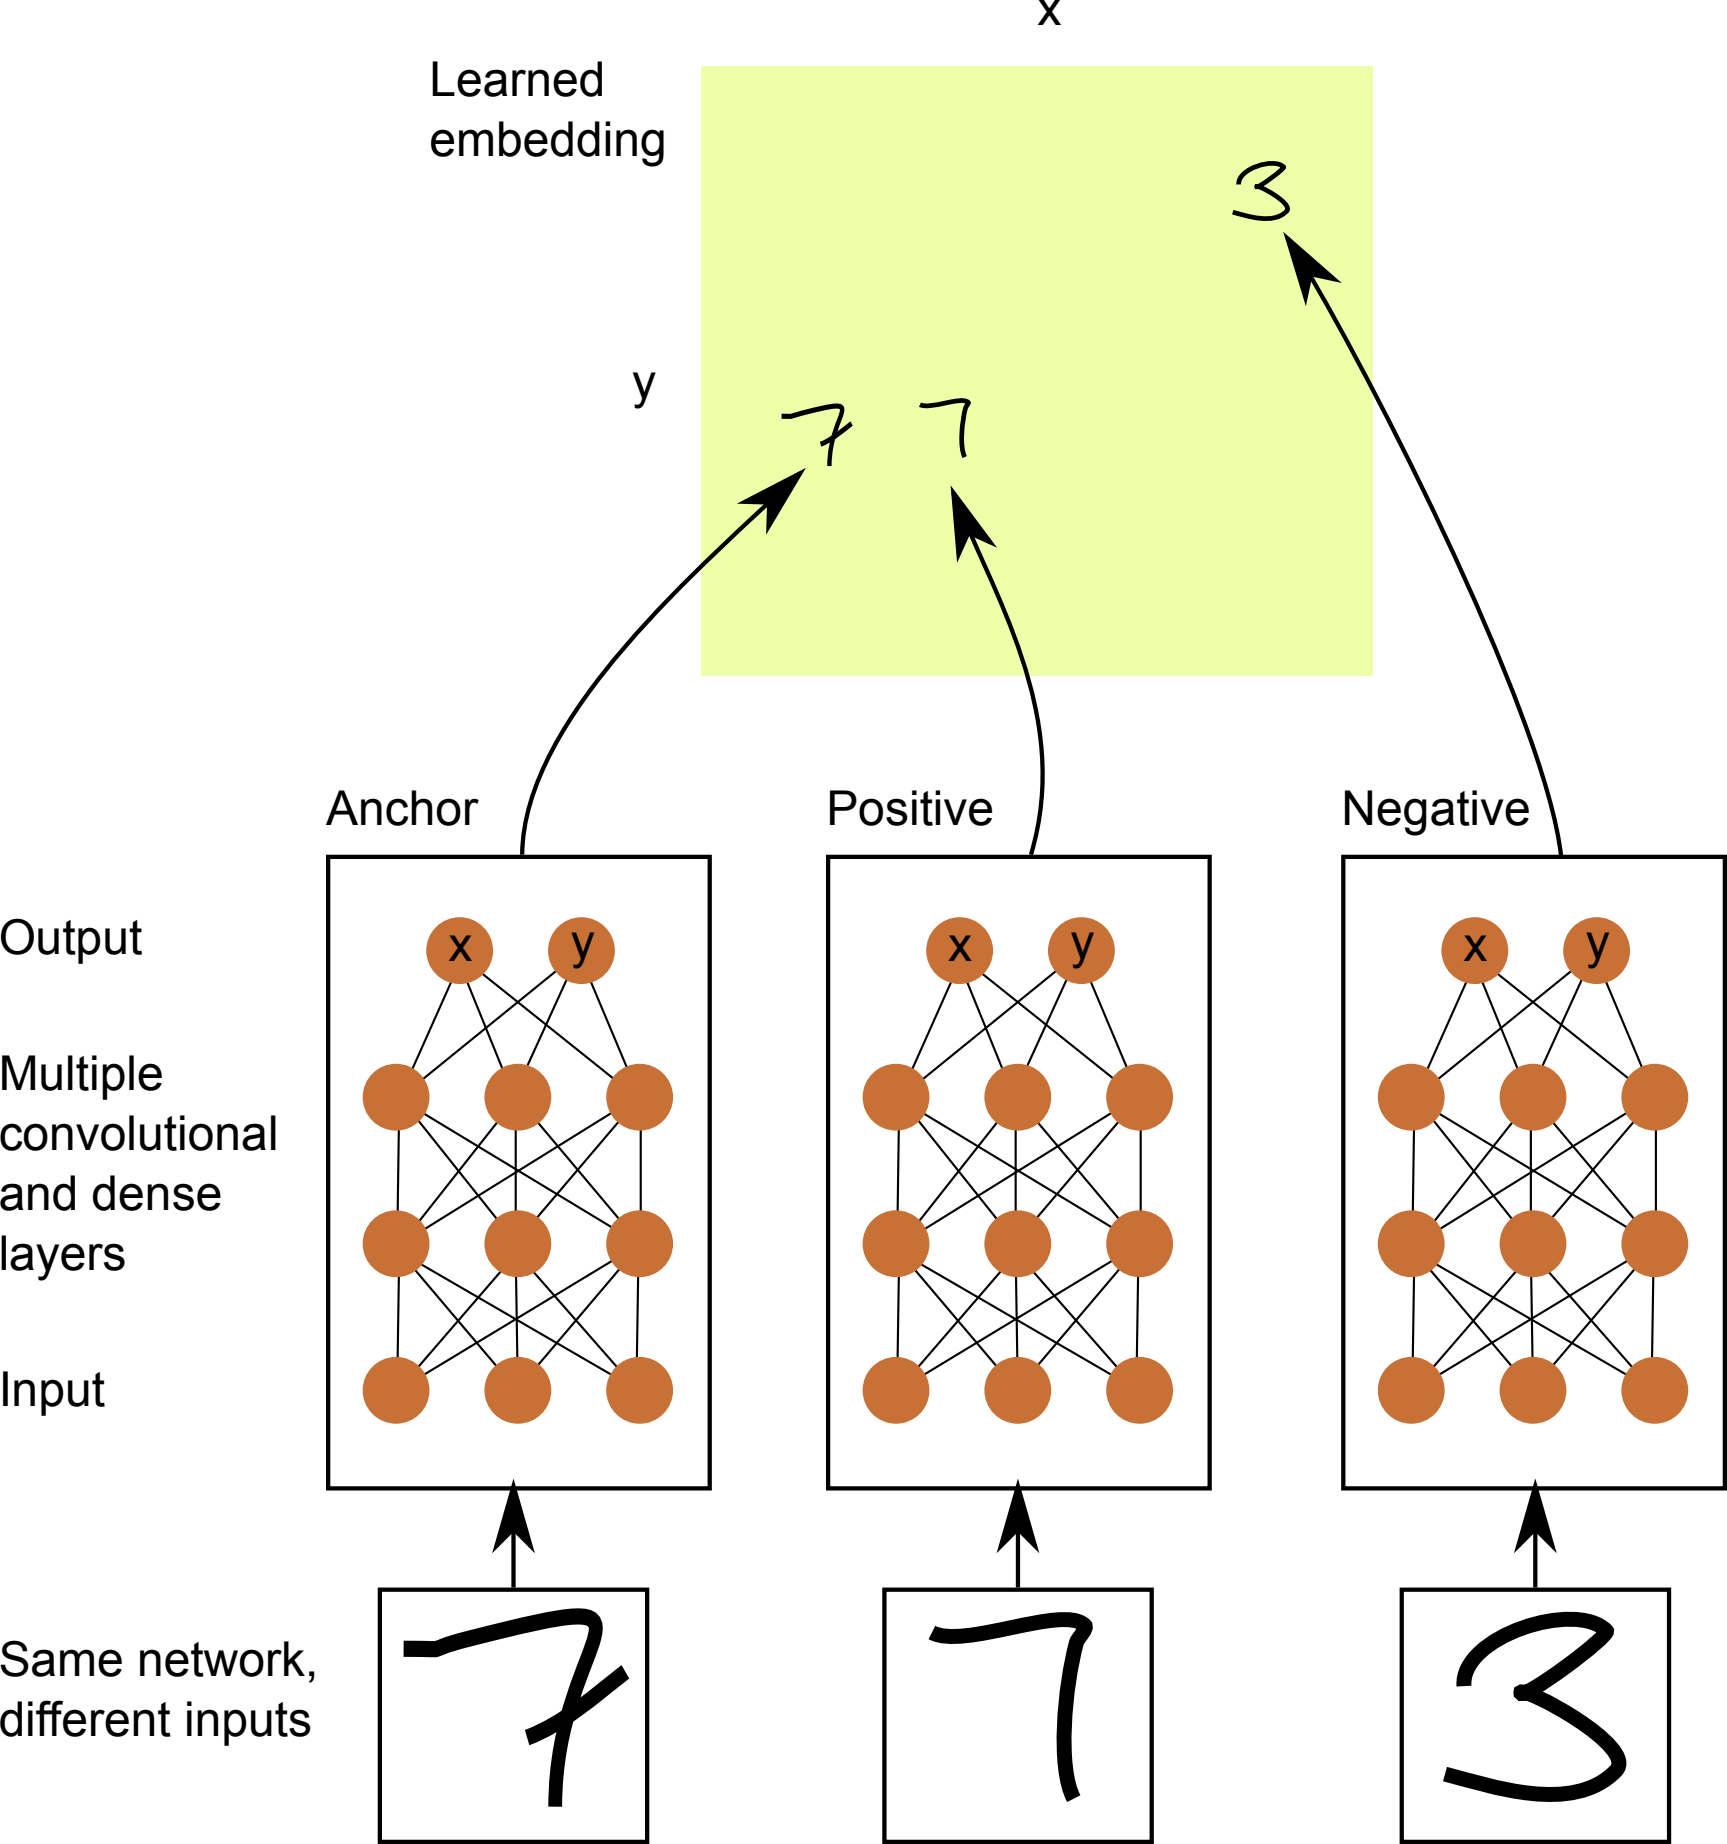 x
Learned
embedding
3
y
7 7
Anchor Positive Negative
Output
x y x y x y
Multiple
convolutional
and dense
layers
Input
Same network,
different inputs
7 7 3